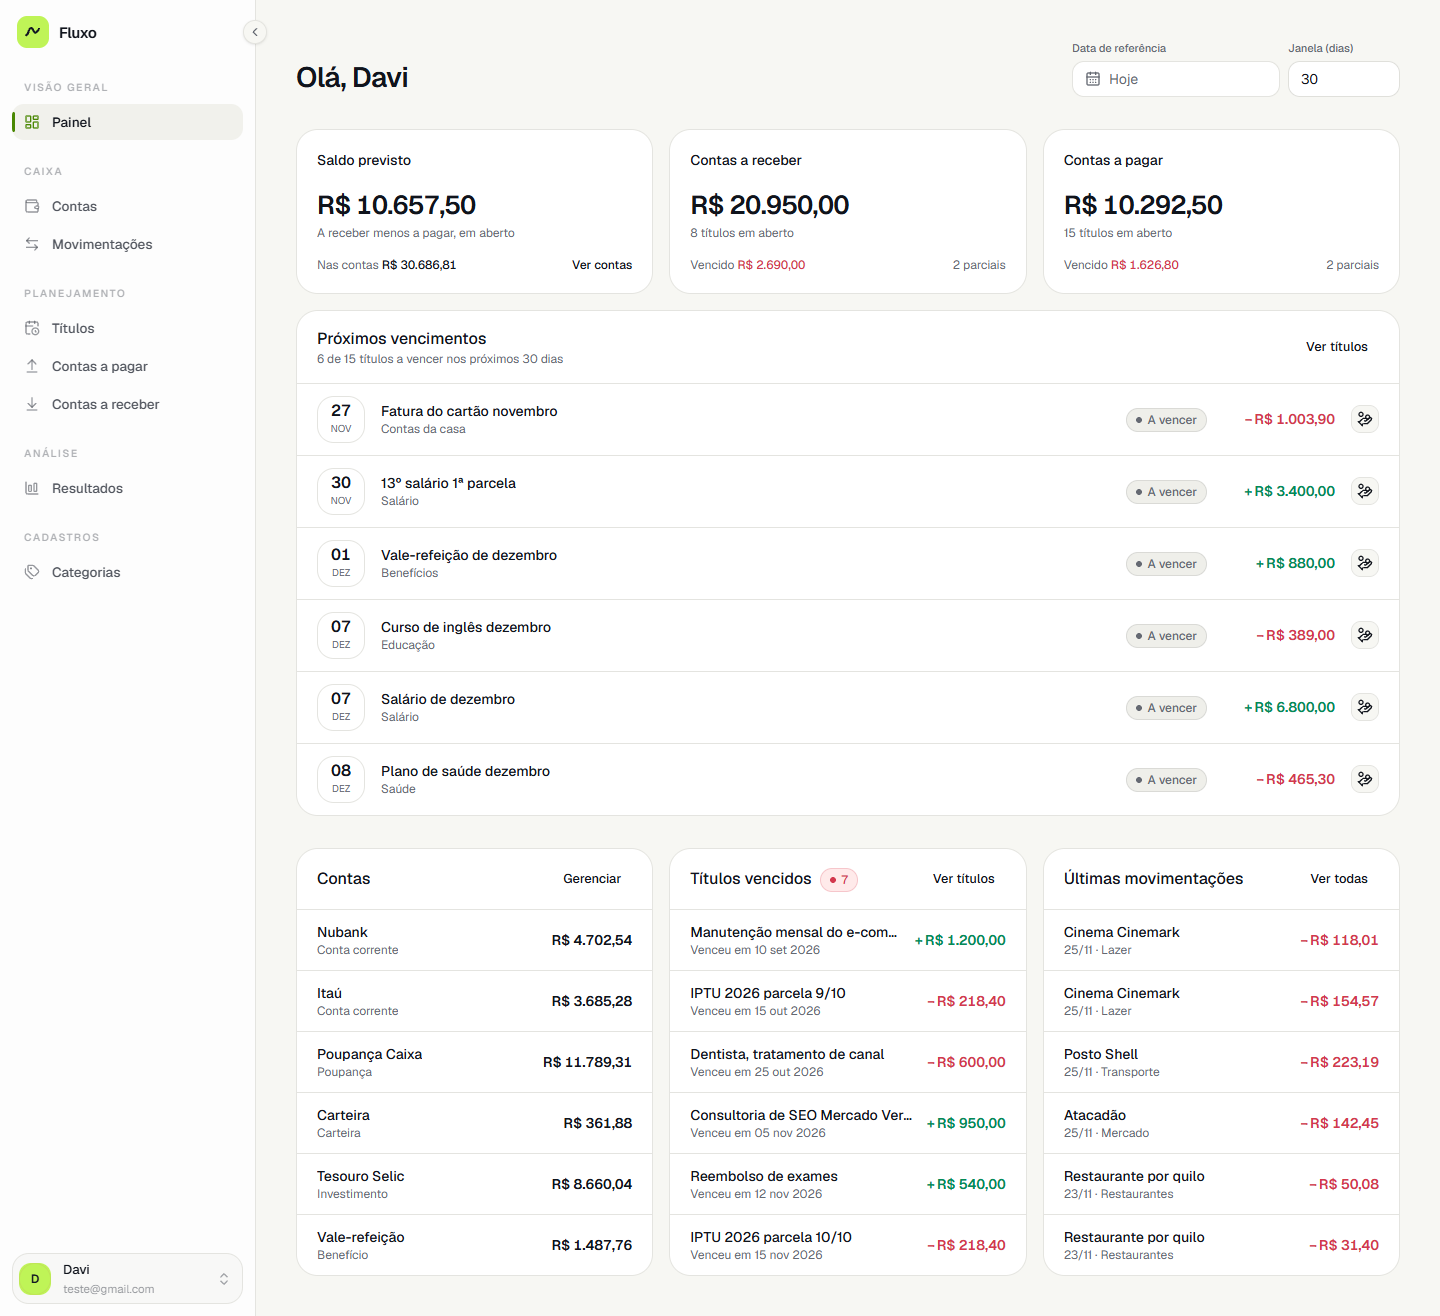 Fluxo
VISÃO GERAL
Painel
CAIXA
Contas
Movimentações
PLANEJAMENTO
Títulos
Contas a pagar
Contas a receber
ANÁLISE
Resultados
CADASTROS
Categorias
D
Davi
teste@gmail.com
Olá, Davi
Data de referência
Hoje
Janela (dias)
30
Saldo previsto
R$ 10.657,50
A receber menos a pagar, em aberto
Nas contas R$ 30.686,81
Ver contas
Contas a receber
R$ 20.950,00
8 títulos em aberto
Vencido R$ 2.690,00
2 parciais
Contas a pagar
R$ 10.292,50
15 títulos em aberto
Vencido R$ 1.626,80
2 parciais
Próximos vencimentos
6 de 15 títulos a vencer nos próximos 30 dias
Ver títulos
27
NOV
Fatura do cartão novembro
Contas da casa
A vencer
−R$ 1.003,90
30
NOV
13º salário 1ª parcela
Salário
A vencer
+R$ 3.400,00
01
DEZ
Vale-refeição de dezembro
Benefícios
A vencer
+R$ 880,00
07
DEZ
Curso de inglês dezembro
Educação
A vencer
−R$ 389,00
07
DEZ
Salário de dezembro
Salário
A vencer
+R$ 6.800,00
08
DEZ
Plano de saúde dezembro
Saúde
A vencer
−R$ 465,30
Contas
Gerenciar
Nubank
Conta corrente
R$ 4.702,54
Itaú
Conta corrente
R$ 3.685,28
Poupança Caixa
Poupança
R$ 11.789,31
Carteira
Carteira
R$ 361,88
Tesouro Selic
Investimento
R$ 8.660,04
Vale-refeição
Benefício
R$ 1.487,76
Títulos vencidos
7
Ver títulos
Manutenção mensal do e-com...
Venceu em 10 set 2026
+R$ 1.200,00
IPTU 2026 parcela 9/10
Venceu em 15 out 2026
−R$ 218,40
Dentista, tratamento de canal
Venceu em 25 out 2026
−R$ 600,00
Consultoria de SEO Mercado Ver...
Venceu em 05 nov 2026
+R$ 950,00
Reembolso de exames
Venceu em 12 nov 2026
+R$ 540,00
IPTU 2026 parcela 10/10
Venceu em 15 nov 2026
−R$ 218,40
Últimas movimentações
Ver todas
Cinema Cinemark
25/11 · Lazer
−R$ 118,01
Cinema Cinemark
25/11 · Lazer
−R$ 154,57
Posto Shell
25/11 · Transporte
−R$ 223,19
Atacadão
25/11 · Mercado
−R$ 142,45
Restaurante por quilo
23/11 · Restaurantes
−R$ 50,08
Restaurante por quilo
23/11 · Restaurantes
−R$ 31,40